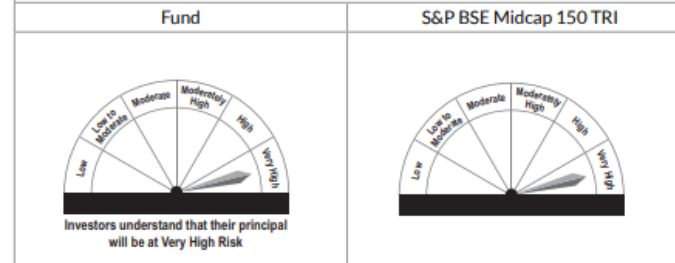 Fund
S&P BSE Midcap 150 TRI
Low
Low to
Moderate
Moderate
Moderately
High
High
Very High
Investors understand that their principal
will be at Very High Risk
Low
Low to
Moderate
Moderate
Moderately
High
High
Very High